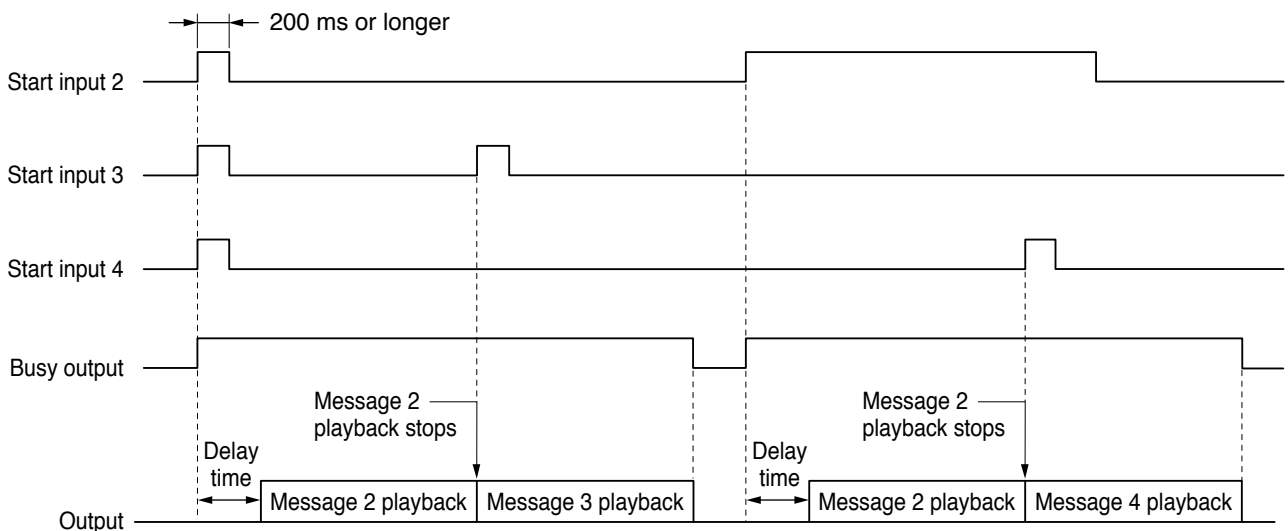 200 ms or longer
Start input 2
Start input 3
Start input 4
Busy output
Message 2
playback stops
Message 2
playback stops
Delay
time
Delay
time
Message 2 playback
Message 3 playback
Message 2 playback
Message 4 playback
Output